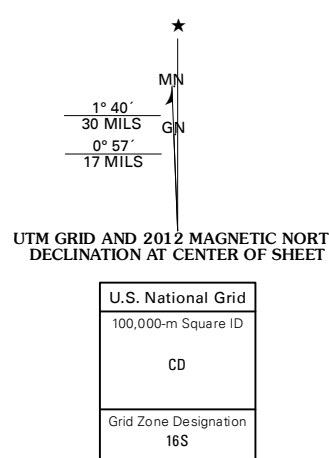 ★
MN
1° 40´
30 MILS
GN
0° 57´
17 MILS
UTM GRID AND 2012 MAGNETIC NORT
DECLINATION AT CENTER OF SHEET
U.S. National Grid
100,000-m Square ID
CD
Grid Zone Designation
16S